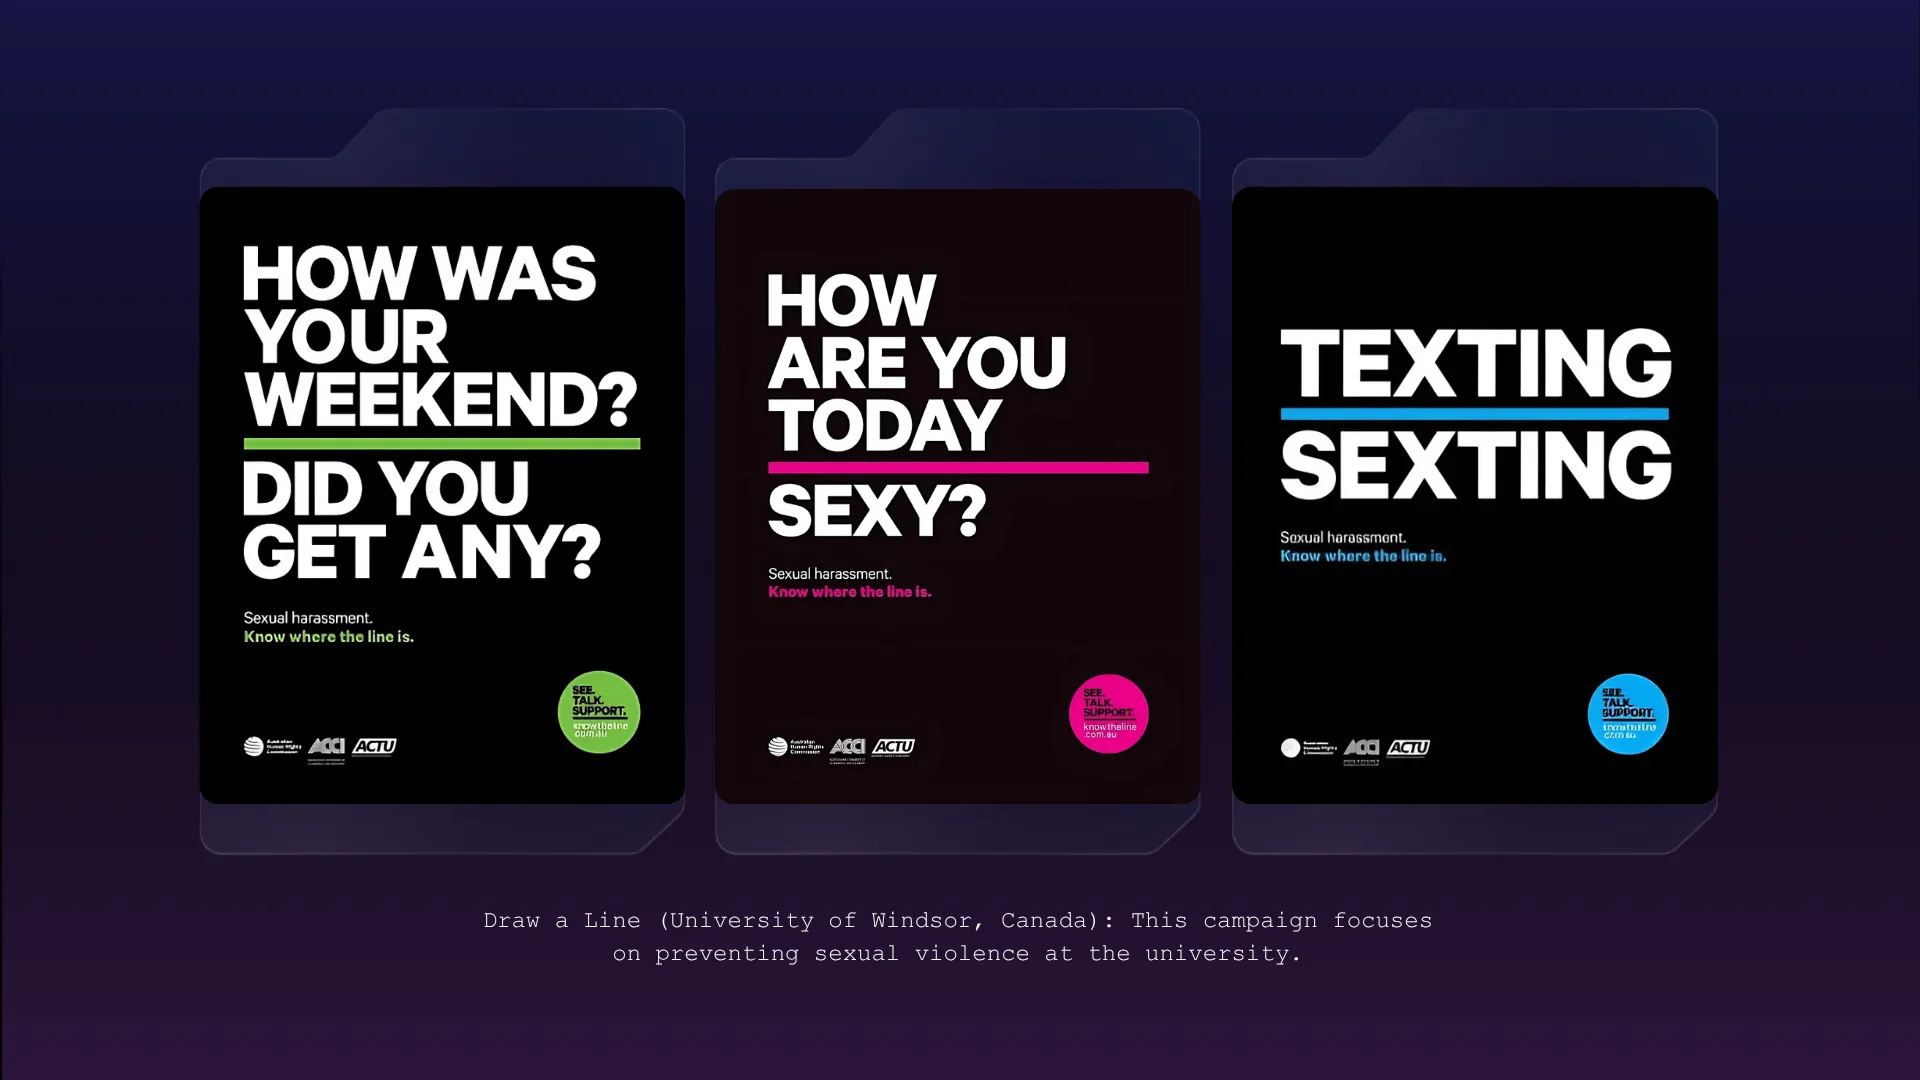 HOW WAS
YOUR
WEEKEND?
DID YOU
GET ANY?
Sexual harassment.
Know where the line is.
SEE.
TALK.
SUPPORT.
knowtheline
.com.au
Australian
Human Rights
Commission
ACCI
ACTU
HOW
ARE YOU
TODAY
SEXY?
Sexual harassment.
Know where the line is.
SEE.
TALK.
SUPPORT.
knowtheline
.com.au
Australian
Human Rights
Commission
ACCI
ACTU
TEXTING
SEXTING
Sexual harassment.
Know where the line is.
SEE.
TALK.
SUPPORT.
ACCI
ACTU
Draw a Line (University of Windsor, Canada): This campaign focuses
on preventing sexual violence at the university.